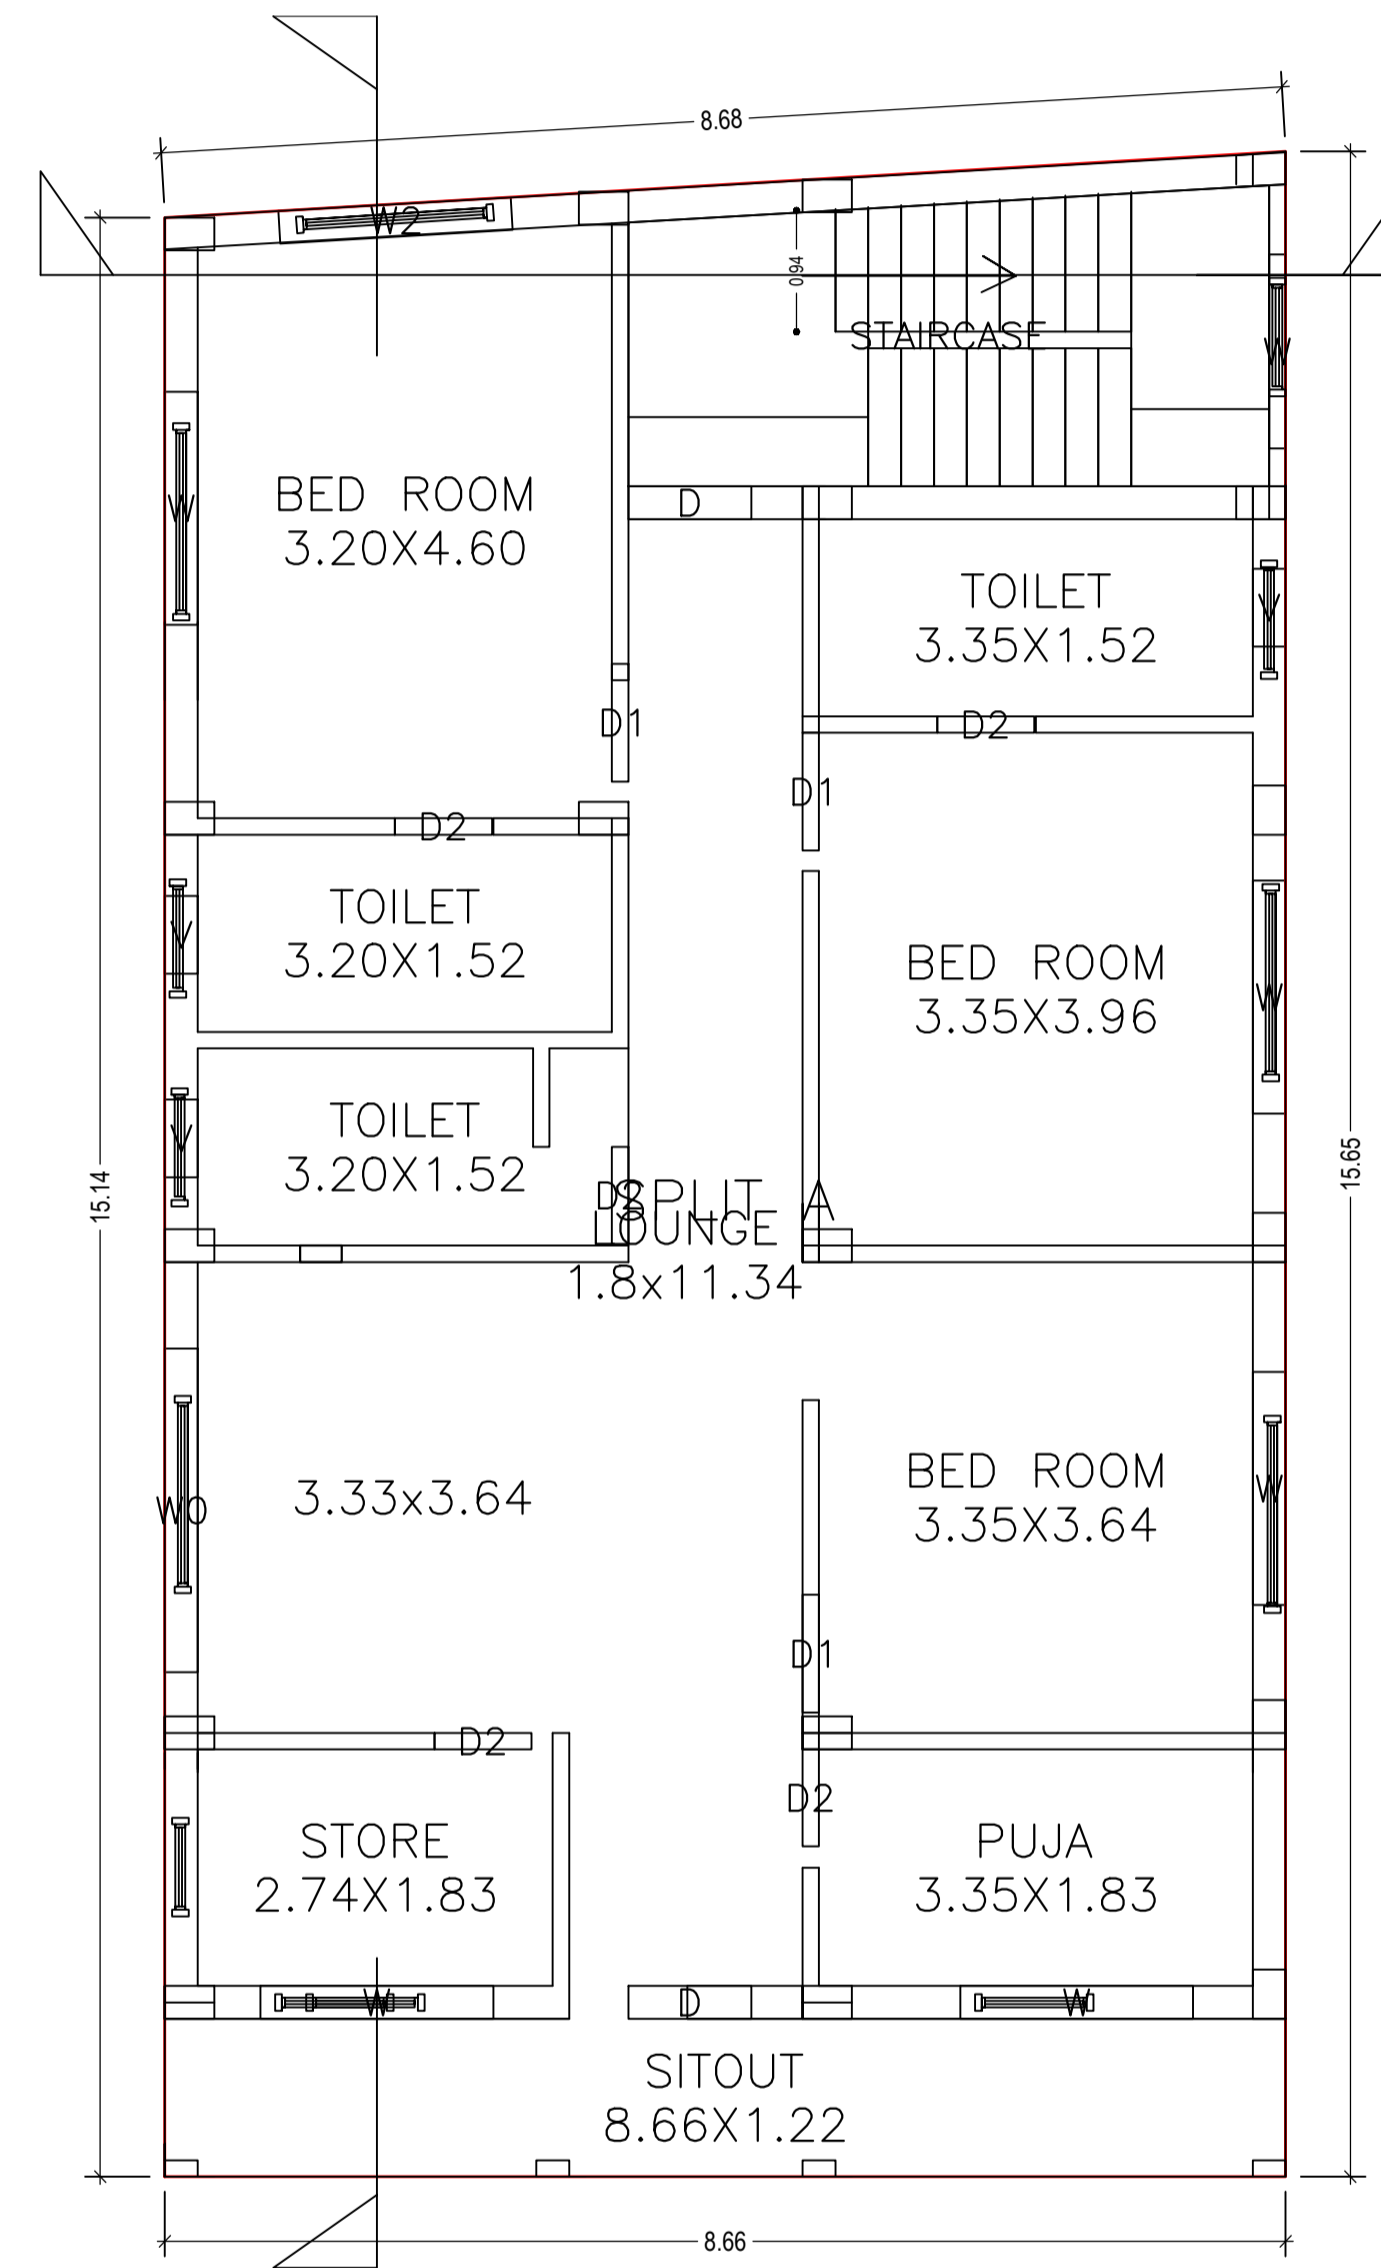 8.68
W2
0.94
STAIRCASE
W
BED ROOM
3.20X4.60
W
D
TOILET
3.35X1.52
W
D1
D2
D1
D2
TOILET
3.20X1.52
W
BED ROOM
3.35X3.96
W
TOILET
3.20X1.52
W
15.14
15.65
D2
SPLIT A
LOUNGE
1.8x11.34
BED ROOM
3.35X3.64
W
3.33x3.64
W0
D1
D2
D2
STORE
2.74X1.83
PUJA
3.35X1.83
W
D
W
SITOUT
8.66X1.22
8.66